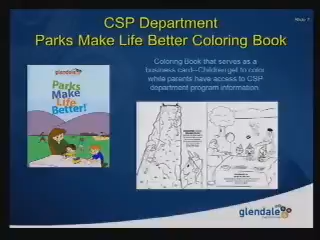 CSP Department
Parks Make Life Better Coloring Book
Coloring Book that serves as a
business card--Children get to color
while parents have access to CSP
department program information.
glendale
Parks
Make
Life
Better!
glendale